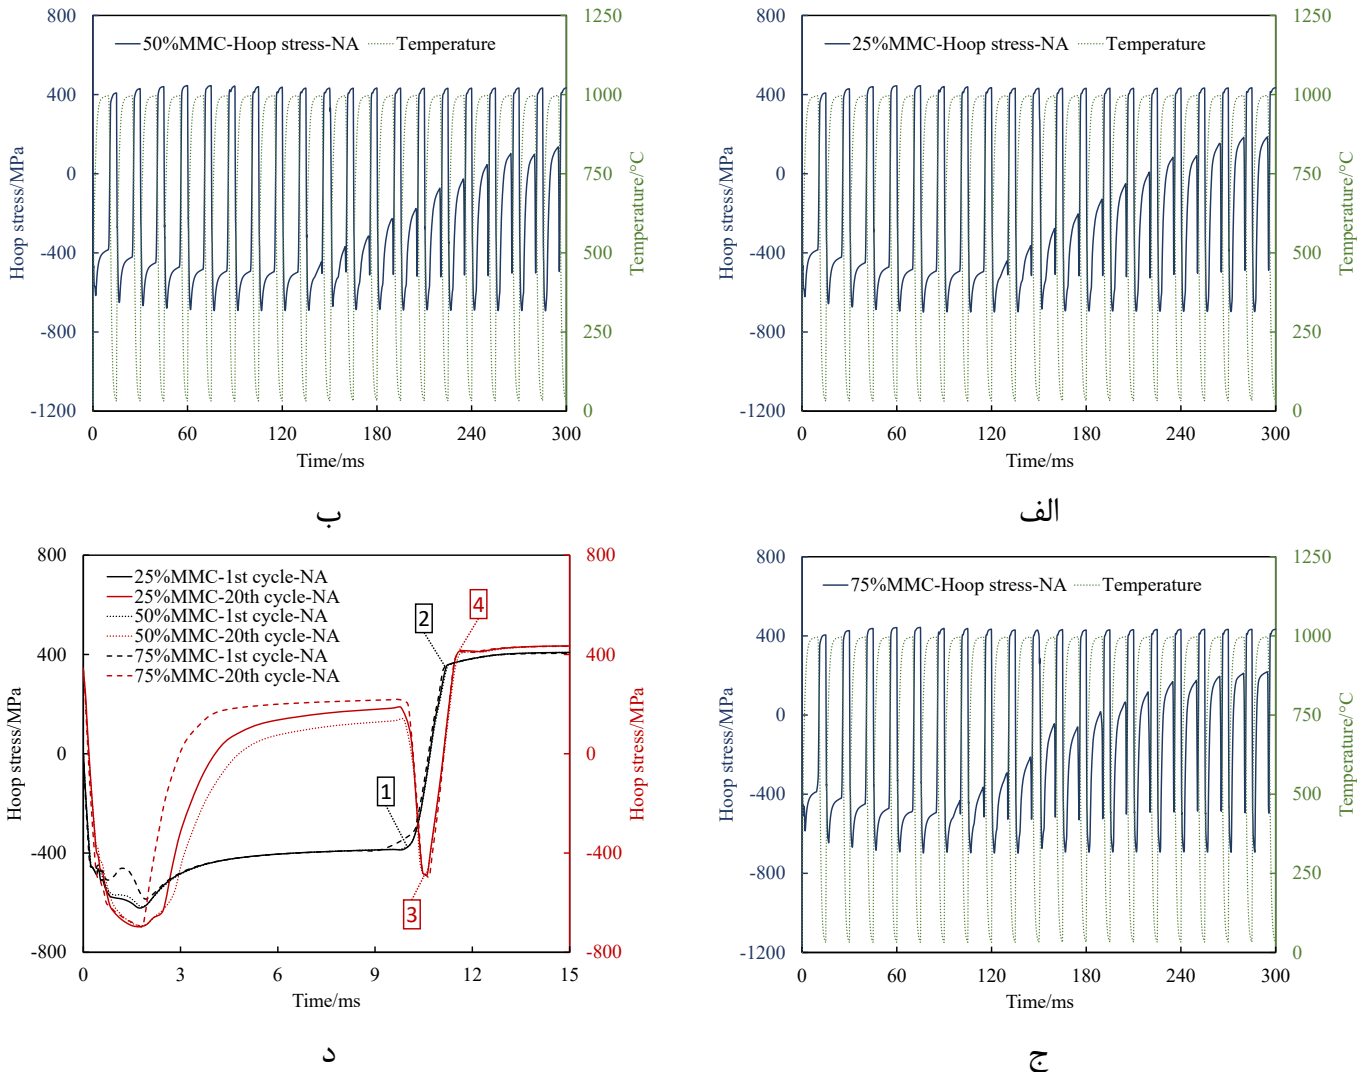 50%MMC-Hoop stress-NA
Temperature
800
400
0
-400
-800
-1200
Hoop stress/MPa
1250
1000
750
500
250
0
Temperature/°C
0 60 120 180 240 300
Time/ms
ب
25%MMC-Hoop stress-NA
Temperature
800
400
0
-400
-800
-1200
Hoop stress/MPa
1250
1000
750
500
250
0
Temperature/°C
0 60 120 180 240 300
Time/ms
الف
25%MMC-1st cycle-NA
25%MMC-20th cycle-NA
50%MMC-1st cycle-NA
50%MMC-20th cycle-NA
75%MMC-1st cycle-NA
75%MMC-20th cycle-NA
800
400
0
-400
-800
Hoop stress/MPa
1
2
3
4
800
400
0
-400
-800
Hoop stress/MPa
0 3 6 9 12 15
Time/ms
د
75%MMC-Hoop stress-NA
Temperature
800
400
0
-400
-800
-1200
Hoop stress/MPa
1250
1000
750
500
250
0
Temperature/°C
0 60 120 180 240 300
Time/ms
ج